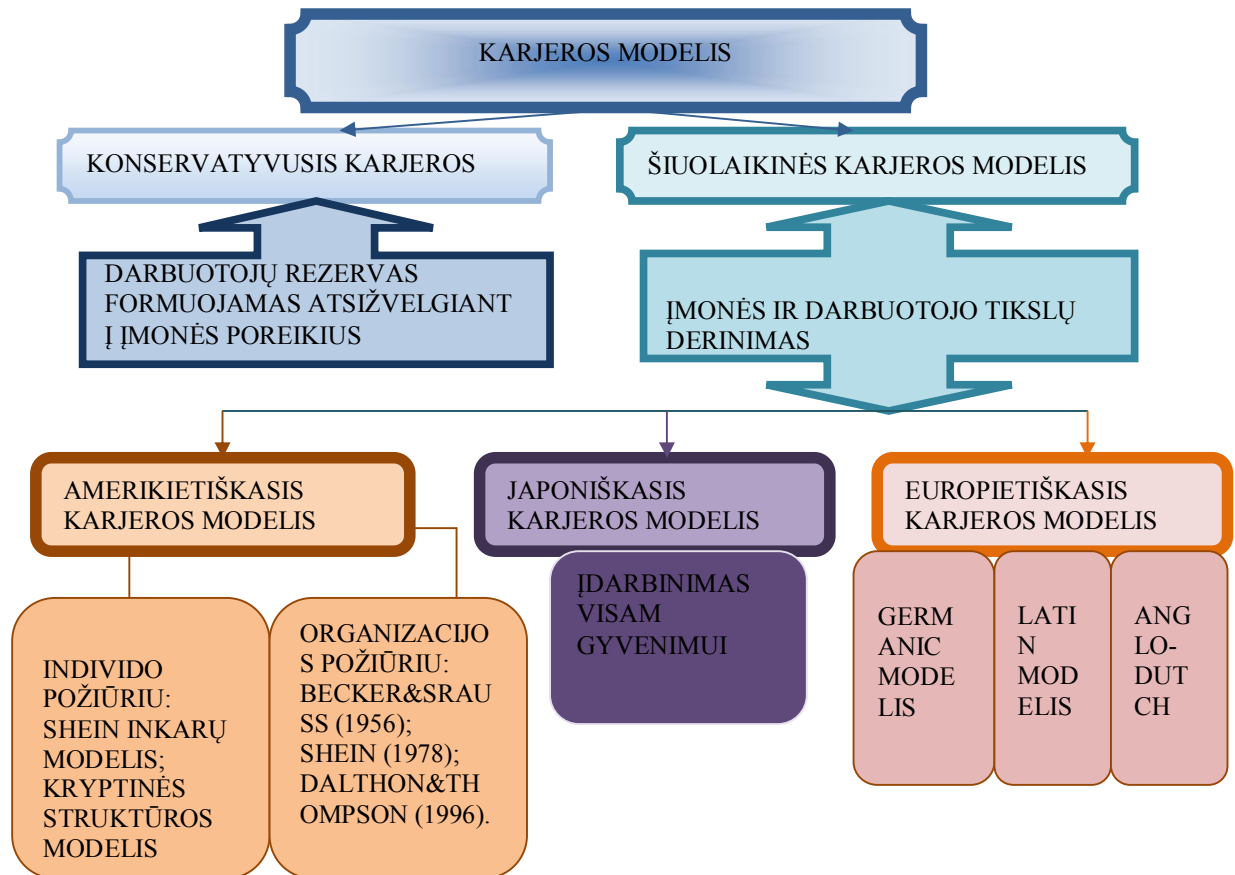 KARJEROS MODELIS
KONSERVATYVUSIS KARJEROS
ŠIUOLAIKINĖS KARJEROS MODELIS
DARBUOTOJŲ REZERVAS
FORMUOJAMAS ATSIŽVELGIANT
Į ĮMONĖS POREIKIUS
ĮMONĖS IR DARBUOTOJO TIKSLŲ
DERINIMAS
AMERIKIETIŠKASIS
KARJEROS MODELIS
JAPONIŠKASIS
KARJEROS MODELIS
EUROPIETIŠKASIS
KARJEROS MODELIS
INDIVIDO
POŽIŪRIU:
SHEIN INKARŲ
MODELIS;
KRYPTINĖS
STRUKTŪROS
MODELIS
ORGANIZACIJO
S POŽIŪRIU:
BECKER&SRAU
SS (1956);
SHEIN (1978);
DALTHON&TH
OMPSON (1996).
ĮDARBINIMAS
VISAM
GYVENIMUI
GERM
ANIC
MODE
LIS
LATI
N
MOD
ELIS
ANG
LO-
DUT
CH